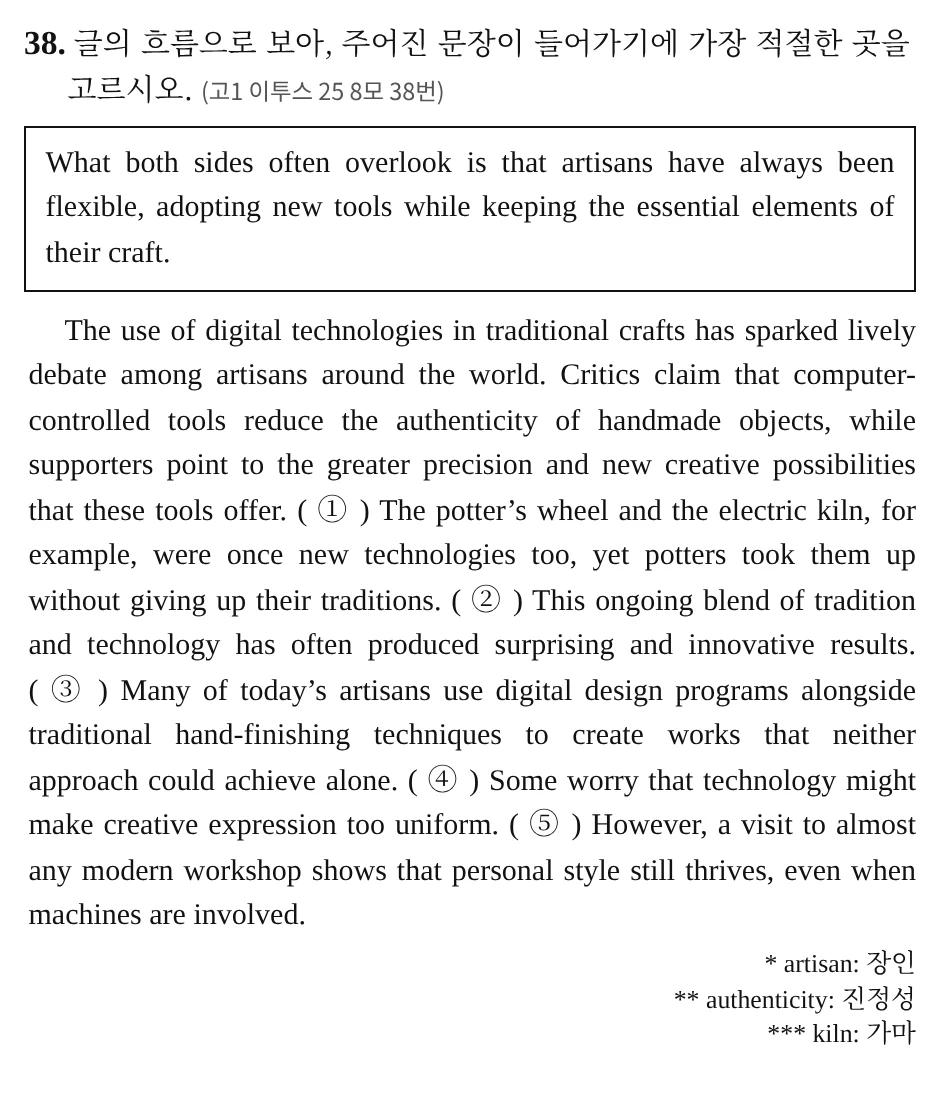 38. 글의 흐름으로 보아, 주어진 문장이 들어가기에 가장 적절한 곳을
고르시오. (고1 이투스 25 8모 38번)
What both sides often overlook is that artisans have always been
flexible, adopting new tools while keeping the essential elements of
their craft.
The use of digital technologies in traditional crafts has sparked lively
debate among artisans around the world. Critics claim that computer-
controlled tools reduce the authenticity of handmade objects, while
supporters point to the greater precision and new creative possibilities
that these tools offer. ( ① ) The potter’s wheel and the electric kiln, for
example, were once new technologies too, yet potters took them up
without giving up their traditions. ( ② ) This ongoing blend of tradition
and technology has often produced surprising and innovative results.
( ③ ) Many of today’s artisans use digital design programs alongside
traditional hand-finishing techniques to create works that neither
approach could achieve alone. ( ④ ) Some worry that technology might
make creative expression too uniform. ( ⑤ ) However, a visit to almost
any modern workshop shows that personal style still thrives, even when
machines are involved.
* artisan: 장인
** authenticity: 진정성
*** kiln: 가마